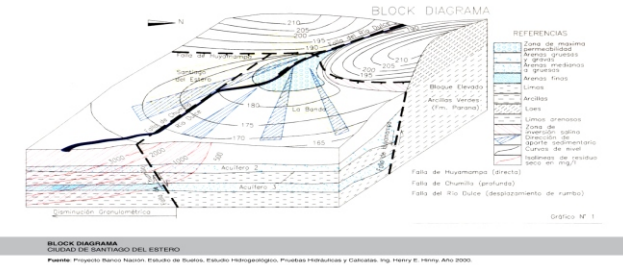 BLOCK DIAGRAMA
N
210
205
200
195
190
Falla de Huyamampa
Santiago
del Estero
La Banda
180
175
170
165
210
205
200
195
Bloque Elevado
Arcillas Verdes
(Fm. Paraná)
Acuífero 2
Acuífero 3
Disminución Granulométrica
REFERENCIAS
Zona de máxima
permeabilidad
Arenas gruesas
y gravas
Arenas medianas
a gruesas
Arenas finas
Limos
Arcillas
Loes
Limos arenosos
Zona de
inversión salina
Dirección de
aporte sedimentario
Curvas de nivel
Isolíneas de residuo
seco en mg/l
Falla de Huyamampa (directa)
Falla de Chumillo (profunda)
Falla del Río Dulce (desplazamiento de rumbo)
Gráfico N° 1
BLOCK DIAGRAMA
CIUDAD DE SANTIAGO DEL ESTERO
Fuente: Proyecto Banco Nación. Estudio de Suelos, Estudio Hidrogeológico, Pruebas Hidráulicas y Calicatas. Ing. Henry E. Hinny. Año 2000.